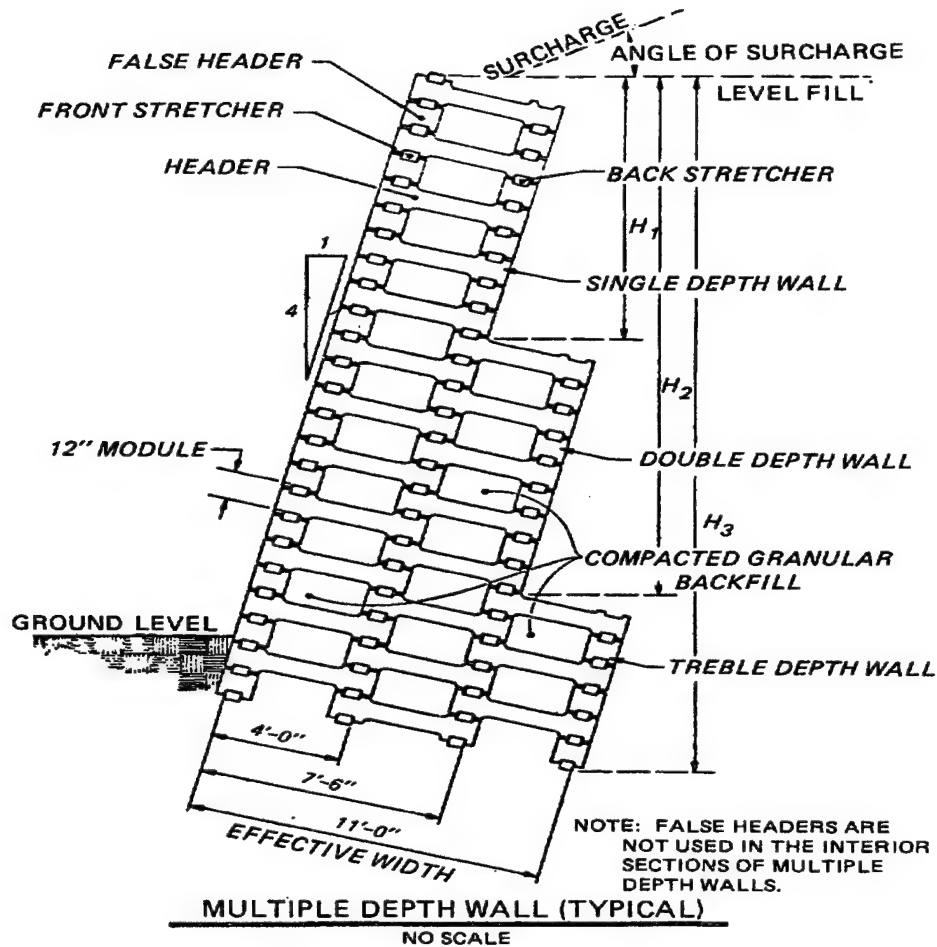 SURCHARGE
ANGLE OF SURCHARGE
FALSE HEADER
LEVEL FILL
FRONT STRETCHER
HEADER
BACK STRETCHER
H1
1
4
SINGLE DEPTH WALL
H2
12" MODULE
DOUBLE DEPTH WALL
H3
COMPACTED GRANULAR
BACKFILL
GROUND LEVEL
TREBLE DEPTH WALL
4'-0"
7'-6"
11'-0"
EFFECTIVE WIDTH
NOTE: FALSE HEADERS ARE
NOT USED IN THE INTERIOR
SECTIONS OF MULTIPLE
DEPTH WALLS.
MULTIPLE DEPTH WALL (TYPICAL)
NO SCALE